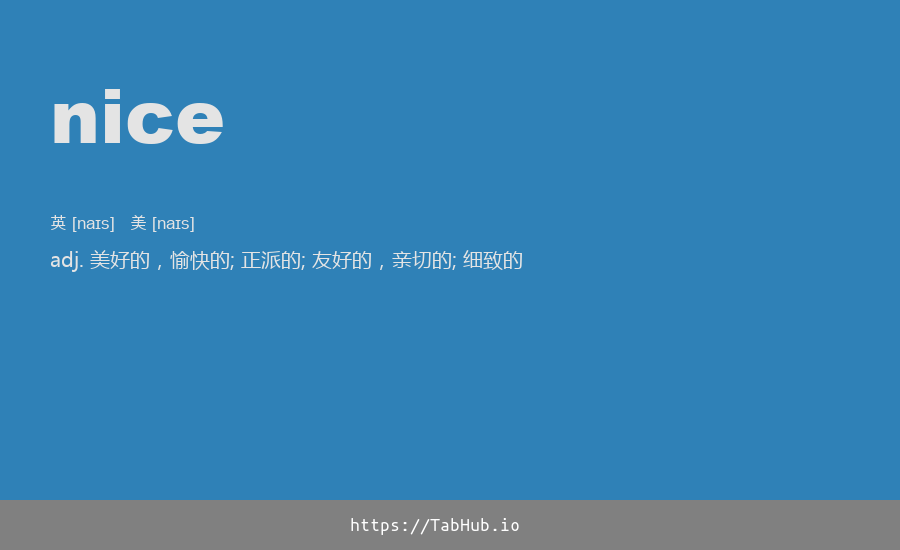 nice
英 [naɪs] 美 [naɪs]
adj. 美好的，愉快的; 正派的; 友好的，亲切的; 细致的
https://TabHub.io